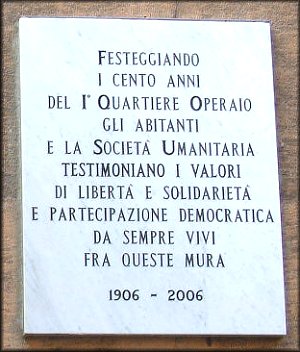 FESTEGGIANDO
I CENTO ANNI
DEL I° QUARTIERE OPERAIO
GLI ABITANTI
E LA SOCIETÀ UMANITARIA
TESTIMONIANO I VALORI
DI LIBERTÀ E SOLIDARIETÀ
E PARTECIPAZIONE DEMOCRATICA
DA SEMPRE VIVI
FRA QUESTE MURA
1906 - 2006